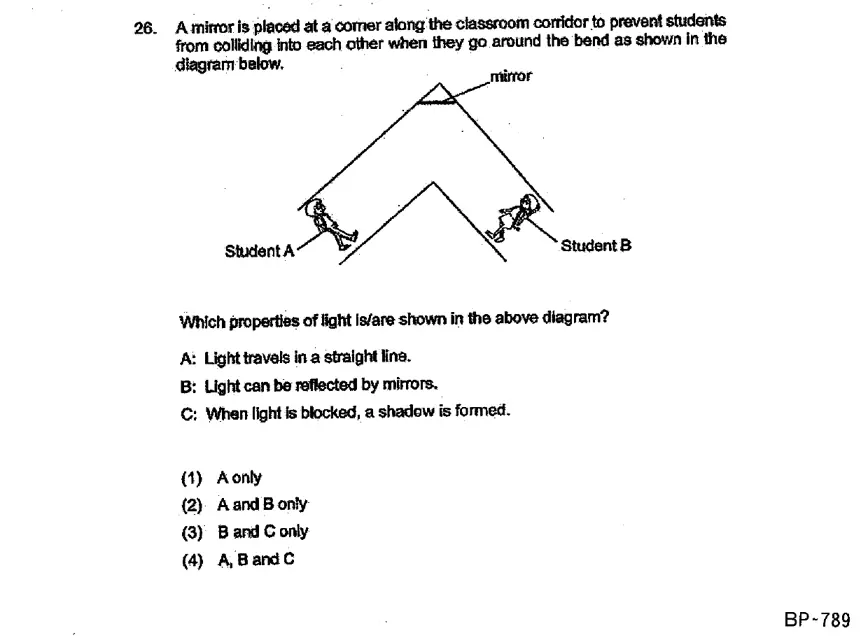 26. A mirror is placed at a corner along the classroom corridor to prevent students
from colliding into each other when they go around the bend as shown in the
diagram below.
mirror
Student A
Student B
Which properties of light is/are shown in the above diagram?
A: Light travels in a straight line.
B: Light can be reflected by mirrors.
C: When light is blocked, a shadow is formed.
(1) A only
(2) A and B only
(3) B and C only
(4) A, B and C
BP-789